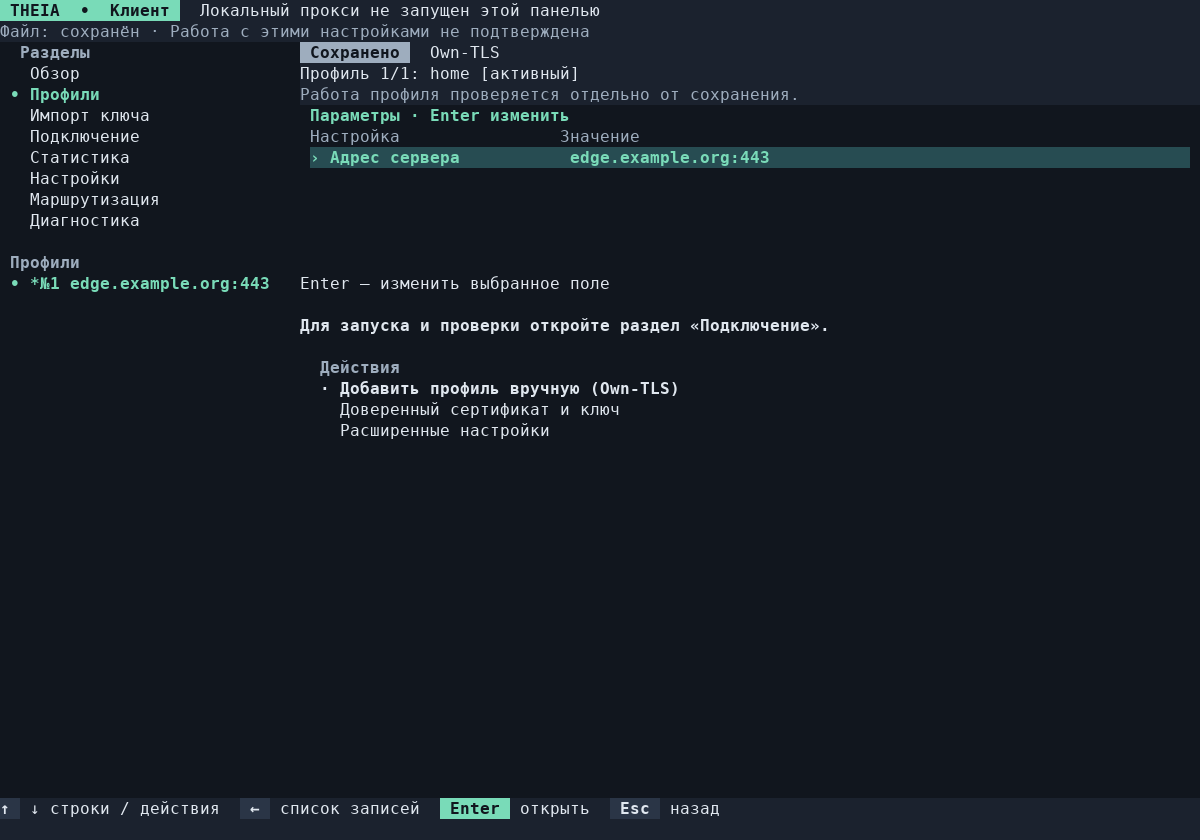 THEIA • Клиент Локальный прокси не запущен этой панелью
Файл: сохранён · Работа с этими настройками не подтверждена
Разделы
Обзор
• Профили
Импорт ключа
Подключение
Статистика
Настройки
Маршрутизация
Диагностика
Профили
• *№1 edge.example.org:443
Сохранено Own-TLS
Профиль 1/1: home [активный]
Работа профиля проверяется отдельно от сохранения.
Параметры · Enter изменить
Настройка Значение
› Адрес сервера edge.example.org:443
Enter — изменить выбранное поле
Для запуска и проверки откройте раздел «Подключение».
Действия
· Добавить профиль вручную (Own-TLS)
Доверенный сертификат и ключ
Расширенные настройки
↑ ↓ строки / действия ← список записей Enter открыть Esc назад